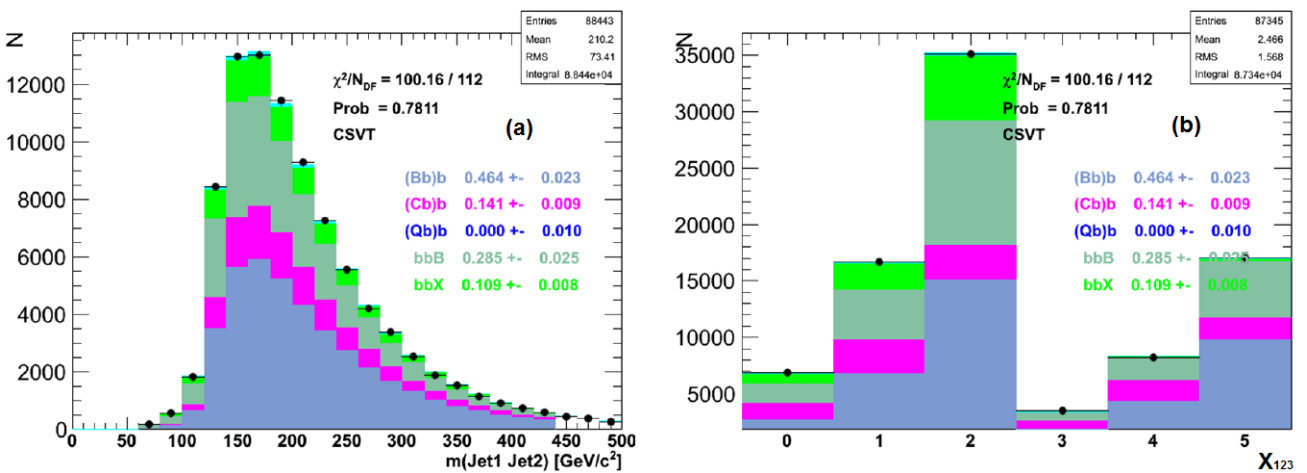 N
12000
10000
8000
6000
4000
2000
0
Entries 88443
Mean 210.2
RMS 73.41
Integral 8.844e+04
χ²/N_DF = 100.16 / 112
Prob = 0.7811
CSVT
(a)
(Bb)b 0.464 +- 0.023
(Cb)b 0.141 +- 0.009
(Qb)b 0.000 +- 0.010
bbB 0.285 +- 0.025
bbX 0.109 +- 0.008
0 50 100 150 200 250 300 350 400 450 500
m(Jet1 Jet2) [GeV/c²]
N
35000
30000
25000
20000
15000
10000
5000
Entries 87345
Mean 2.466
RMS 1.568
Integral 8.734e+04
χ²/N_DF = 100.16 / 112
Prob = 0.7811
CSVT
(b)
(Bb)b 0.464 +- 0.023
(Cb)b 0.141 +- 0.009
(Qb)b 0.000 +- 0.010
bbB 0.285 +- 0.025
bbX 0.109 +- 0.008
0 1 2 3 4 5
X₁₂₃